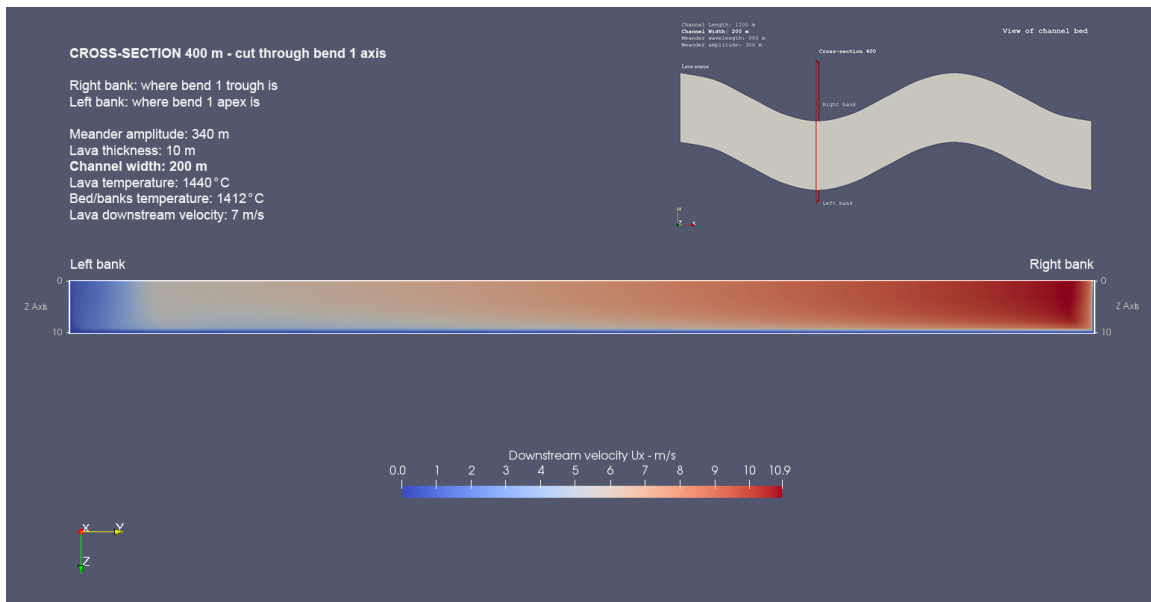 CROSS-SECTION 400 m - cut through bend 1 axis
Right bank: where bend 1 trough is
Left bank: where bend 1 apex is
Meander amplitude: 340 m
Lava thickness: 10 m
Channel width: 200 m
Lava temperature: 1440°C
Bed/banks temperature: 1412°C
Lava downstream velocity: 7 m/s
Channel Length: 1200 m
Channel Width: 200 m
Meander wavelength: 800 m
Meander amplitude: 300 m
View of channel bed
Cross-section 400
Lava source
Right bank
Left bank
Y
Z X
Left bank
Right bank
0
0
Z Axis
Z Axis
10
10
Downstream velocity Ux - m/s
0.0 1 2 3 4 5 6 7 8 9 10 10.9
X Y
Z